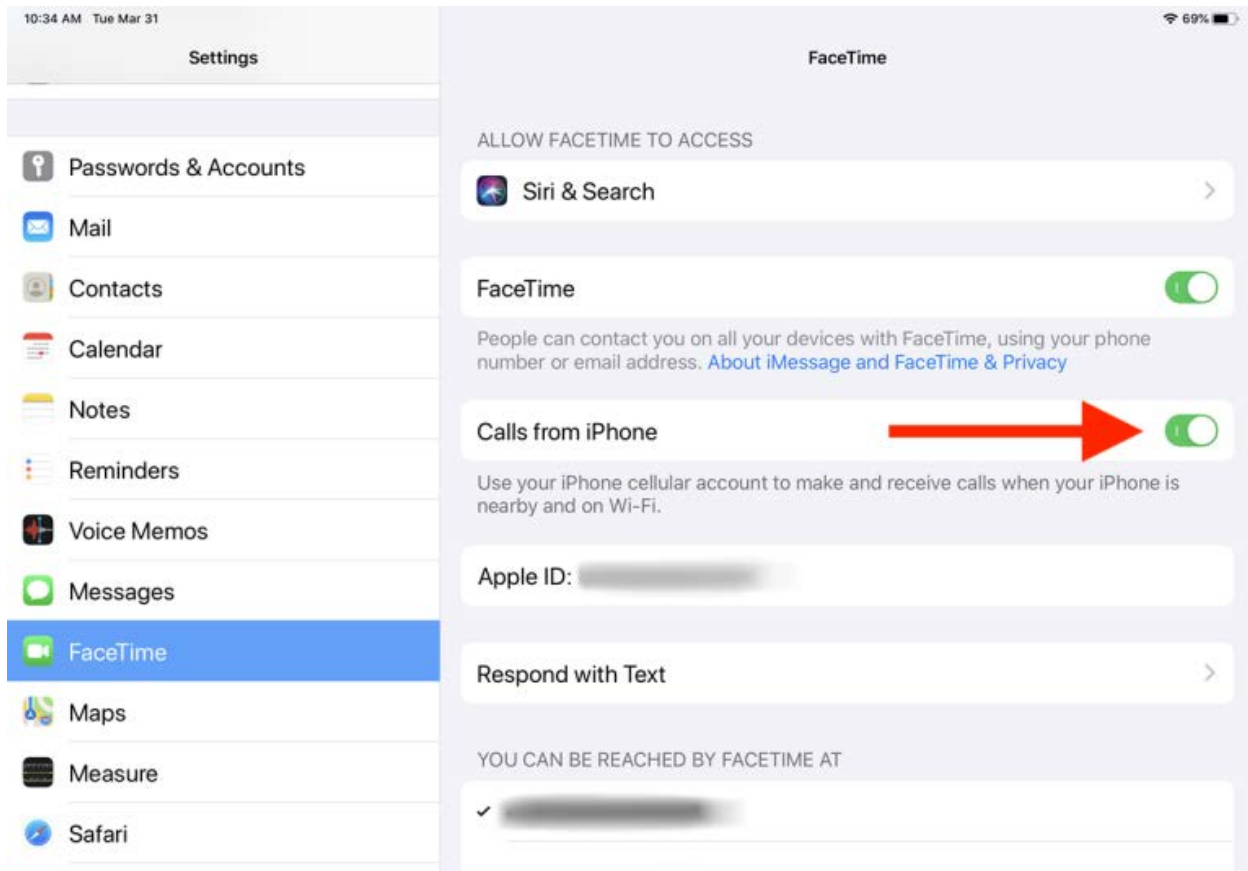 10:34 AM Tue Mar 31
69%
Settings
Passwords & Accounts
Mail
Contacts
Calendar
Notes
Reminders
Voice Memos
Messages
FaceTime
Maps
Measure
Safari
FaceTime
ALLOW FACETIME TO ACCESS
Siri & Search
FaceTime
People can contact you on all your devices with FaceTime, using your phone
number or email address. About iMessage and FaceTime & Privacy
Calls from iPhone
Use your iPhone cellular account to make and receive calls when your iPhone is
nearby and on Wi-Fi.
Apple ID:
Respond with Text
YOU CAN BE REACHED BY FACETIME AT